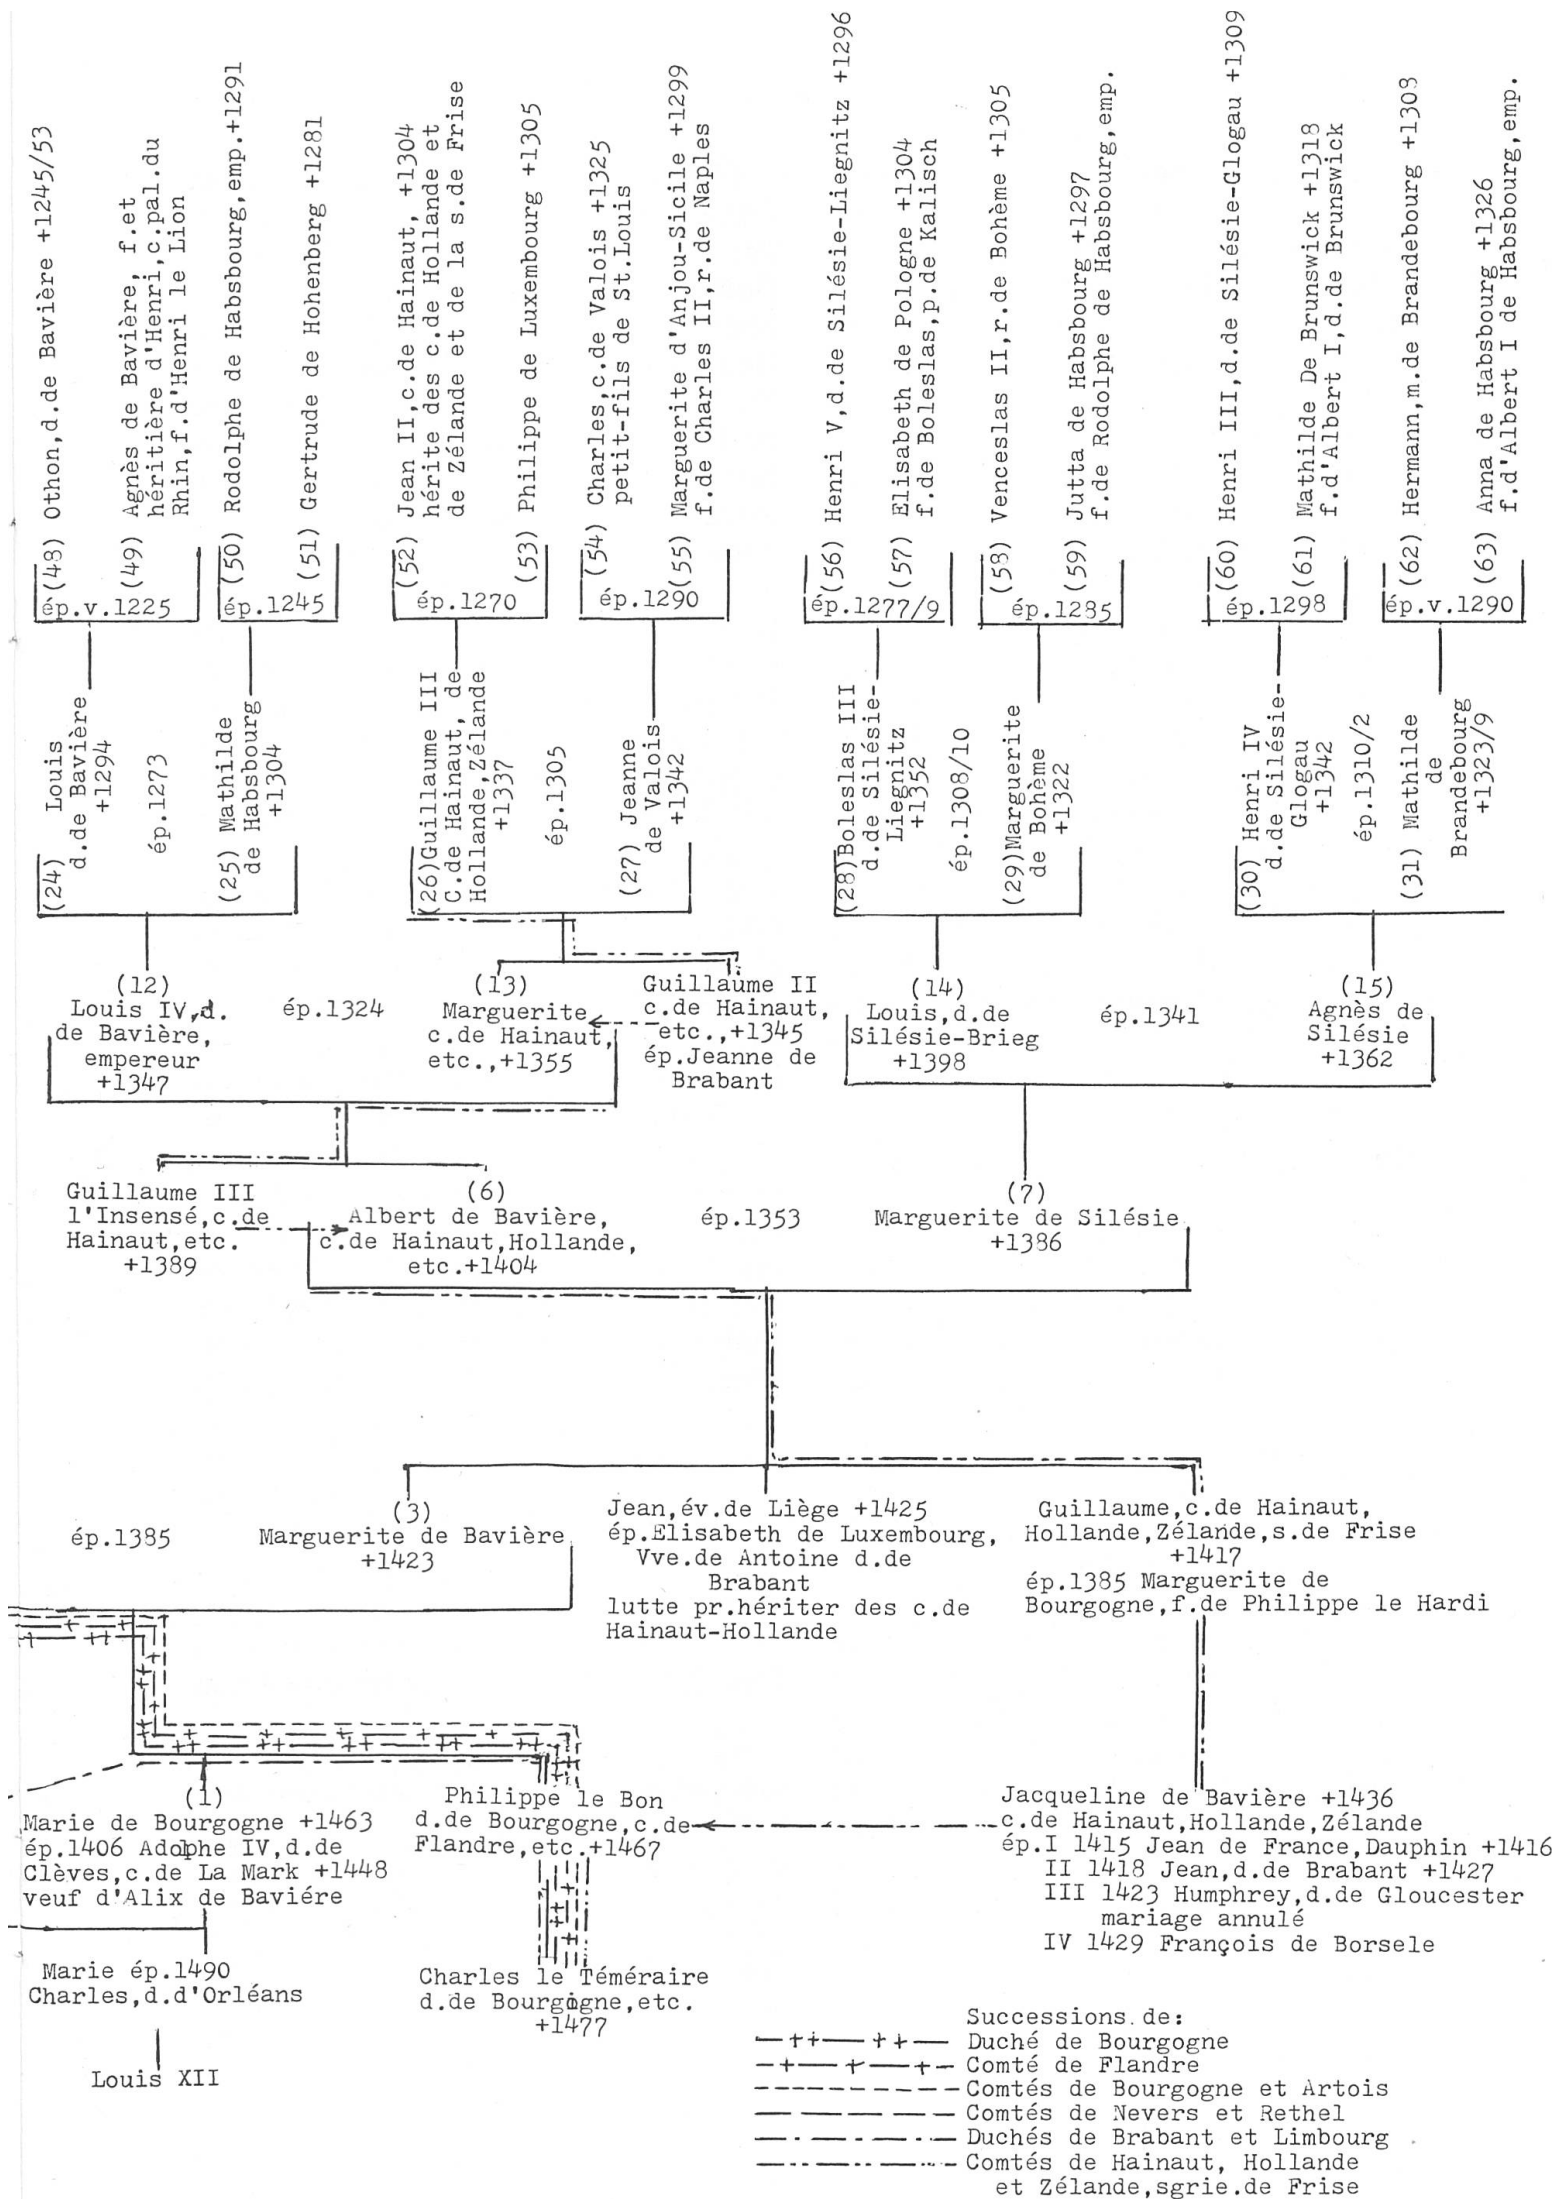 (48) Othon,d.de Bavière +1245/53
(49) Agnès de Bavière, f.et
héritière d'Henri,c.pal.du
Rhin,f.d'Henri le Lion
(50) Rodolphe de Habsbourg,emp.+1291
(51) Gertrude de Hohenberg +1281
(52) Jean II,c.de Hainaut, +1304
hérite des c.de Hollande et
de Zélande et de la s.de Frise
(53) Philippe de Luxembourg +1305
(54) Charles,c.de Valois +1325
petit-fils de St.Louis
(55) Marguerite d'Anjou-Sicile +1299
f.de Charles II,r.de Naples
(56) Henri V,d.de Silésie-Liegnitz +1296
(57) Elisabeth de Pologne +1304
f.de Boleslas,p.de Kalisch
(58) Venceslas II,r.de Bohème +1305
(59) Jutta de Habsbourg +1297
f.de Rodolphe de Habsbourg,emp.
(60) Henri III,d.de Silésie-Glogau +1309
(61) Mathilde De Brunswick +1318
f.d'Albert I,d.de Brunswick
(62) Hermann,m.de Brandebourg +1308
(63) Anna de Habsbourg +1326
f.d'Albert I de Habsbourg,emp.
ép.v.1225
ép.1245
ép.1270
ép.1290
ép.1277/9
ép.1285
ép.1298
ép.v.1290
(24) Louis
d.de Bavière
+1294
ép.1273
(25) Mathilde
de Habsbourg
+1304
(26)Guillaume III
C.de Hainaut, de
Hollande,Zélande
+1337
ép.1305
(27) Jeanne
de Valois
+1342
(28)Boleslas III
d.de Silésie-
Liegnitz
+1352
ép.1308/10
(29)Marguerite
de Bohème
+1322
(30) Henri IV
d.de Silésie-
Glogau
+1342
ép.1310/2
(31) Mathilde
de
Brandebourg
+1323/9
(12)
Louis IV,d.
de Bavière,
empereur
+1347
ép.1324
(13)
Marguerite
c.de Hainaut,
etc.,+1355
Guillaume II
c.de Hainaut,
etc.,+1345
ép.Jeanne de
Brabant
(14)
Louis,d.de
Silésie-Brieg
+1398
ép.1341
(15)
Agnès de
Silésie
+1362
Guillaume III
l'Insensé,c.de
Hainaut,etc.
+1389
(6)
Albert de Bavière,
c.de Hainaut,Hollande,
etc.+1404
ép.1353
(7)
Marguerite de Silésie
+1386
ép.1385
(3)
Marguerite de Bavière
+1423
Jean,év.de Liège +1425
ép.Elisabeth de Luxembourg,
Vve.de Antoine d.de
Brabant
lutte pr.hériter des c.de
Hainaut-Hollande
Guillaume,c.de Hainaut,
Hollande,Zélande,s.de Frise
+1417
ép.1385 Marguerite de
Bourgogne,f.de Philippe le Hardi
(1)
Marie de Bourgogne +1463
ép.1406 Adolphe IV,d.de
Clèves,c.de La Mark +1448
veuf d'Alix de Baviére
Philippe le Bon
d.de Bourgogne,c.de
Flandre,etc.+1467
Jacqueline de Bavière +1436
c.de Hainaut,Hollande,Zélande
ép.I 1415 Jean de France,Dauphin +1416
II 1418 Jean,d.de Brabant +1427
III 1423 Humphrey,d.de Gloucester
mariage annulé
IV 1429 François de Borsele
Marie ép.1490
Charles,d.d'Orléans
Charles le Téméraire
d.de Bourgogne,etc.
+1477
Louis XII
Successions de:
Duché de Bourgogne
Comté de Flandre
Comtés de Bourgogne et Artois
Comtés de Nevers et Rethel
Duchés de Brabant et Limbourg
Comtés de Hainaut, Hollande
et Zélande,sgrie.de Frise